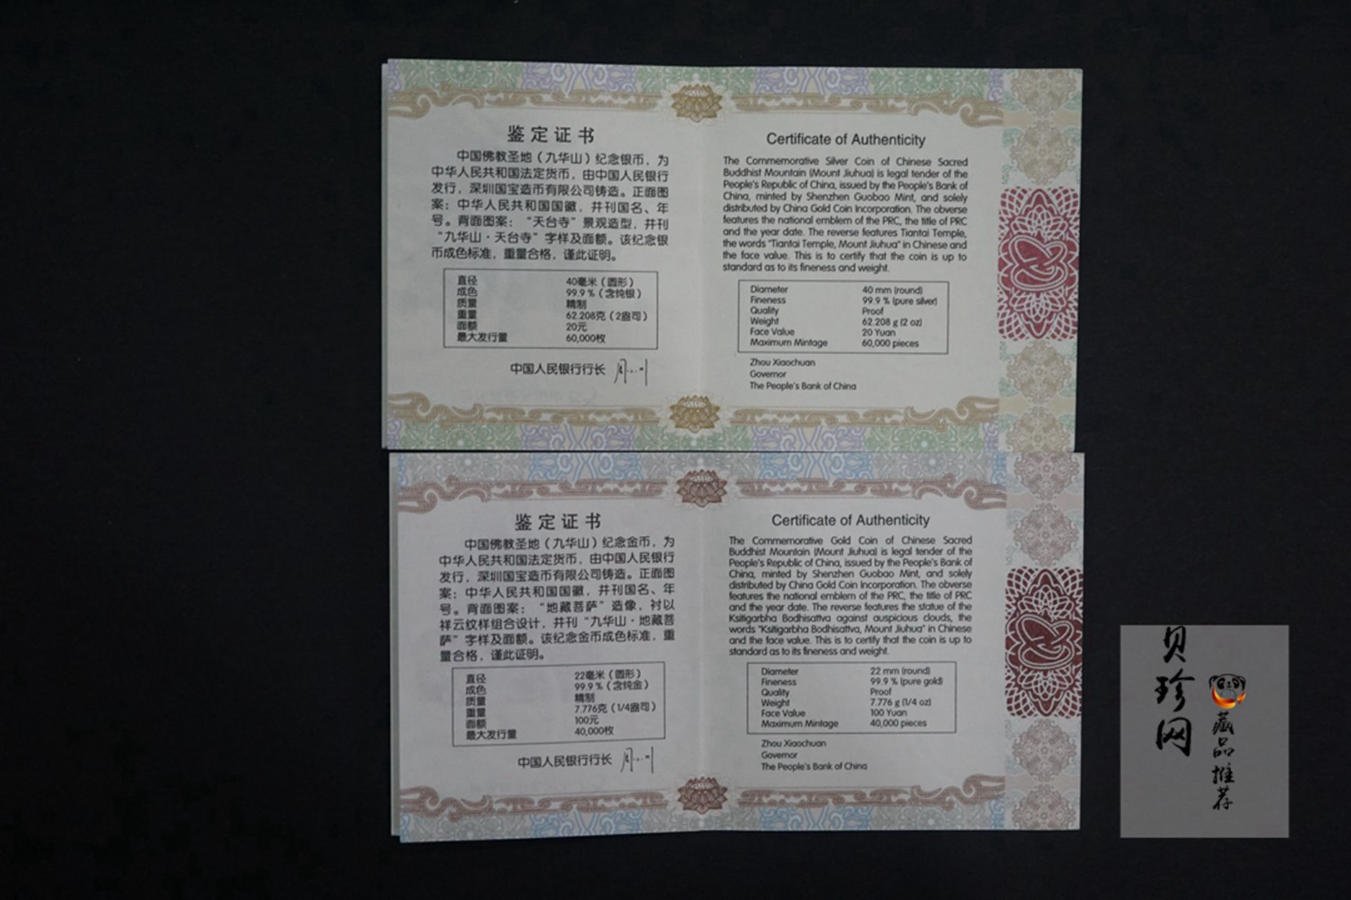 鉴定证书
中国佛教圣地（九华山）纪念银币，为
中华人民共和国法定货币，由中国人民银行
发行，深圳国宝造币有限公司铸造。正面图
案：中华人民共和国国徽，并刊国名、年
号。背面图案：“天台寺”景观造型，并刊
“九华山·天台寺”字样及面额。该纪念银
币成色标准，重量合格，谨此证明。
直径 40毫米（圆形）
成色 99.9％（含纯银）
质量 精制
重量 62.208克（2盎司）
面额 20元
最大发行量 60,000枚
中国人民银行行长
Certificate of Authenticity
The Commemorative Silver Coin of Chinese Sacred
Buddhist Mountain (Mount Jiuhua) is legal tender of the
People's Republic of China, issued by the People's Bank of
China, minted by Shenzhen Guobao Mint, and solely
distributed by China Gold Coin Incorporation. The obverse
features the national emblem of the PRC, the title of PRC
and the year date. The reverse features Tiantai Temple,
the words "Tiantai Temple, Mount Jiuhua" in Chinese and
the face value. This is to certify that the coin is up to
standard as to its fineness and weight.
Diameter 40 mm (round)
Fineness 99.9 % (pure silver)
Quality Proof
Weight 62.208 g (2 oz)
Face Value 20 Yuan
Maximum Mintage 60,000 pieces
Zhou Xiaochuan
Governor
The People's Bank of China
鉴定证书
中国佛教圣地（九华山）纪念金币，为
中华人民共和国法定货币，由中国人民银行
发行，深圳国宝造币有限公司铸造。正面图
案：中华人民共和国国徽，并刊国名、年
号。背面图案：“地藏菩萨”造像，衬以
祥云纹样组合设计，并刊“九华山·地藏菩
萨”字样及面额。该纪念金币成色标准，重
量合格，谨此证明。
直径 22毫米（圆形）
成色 99.9％（含纯金）
质量 精制
重量 7.776克（1/4盎司）
面额 100元
最大发行量 40,000枚
中国人民银行行长
Certificate of Authenticity
The Commemorative Gold Coin of Chinese Sacred
Buddhist Mountain (Mount Jiuhua) is legal tender of the
People's Republic of China, issued by the People's Bank of
China, minted by Shenzhen Guobao Mint, and solely
distributed by China Gold Coin Incorporation. The obverse
features the national emblem of the PRC, the title of PRC
and the year date. The reverse features the statue of the
Ksitigarbha Bodhisattva against auspicious clouds, the
words "Ksitigarbha Bodhisattva, Mount Jiuhua" in Chinese
and the face value. This is to certify that the coin is up to
standard as to its fineness and weight.
Diameter 22 mm (round)
Fineness 99.9 % (pure gold)
Quality Proof
Weight 7.776 g (1/4 oz)
Face Value 100 Yuan
Maximum Mintage 40,000 pieces
Zhou Xiaochuan
Governor
The People's Bank of China
贝珍网
藏品推荐